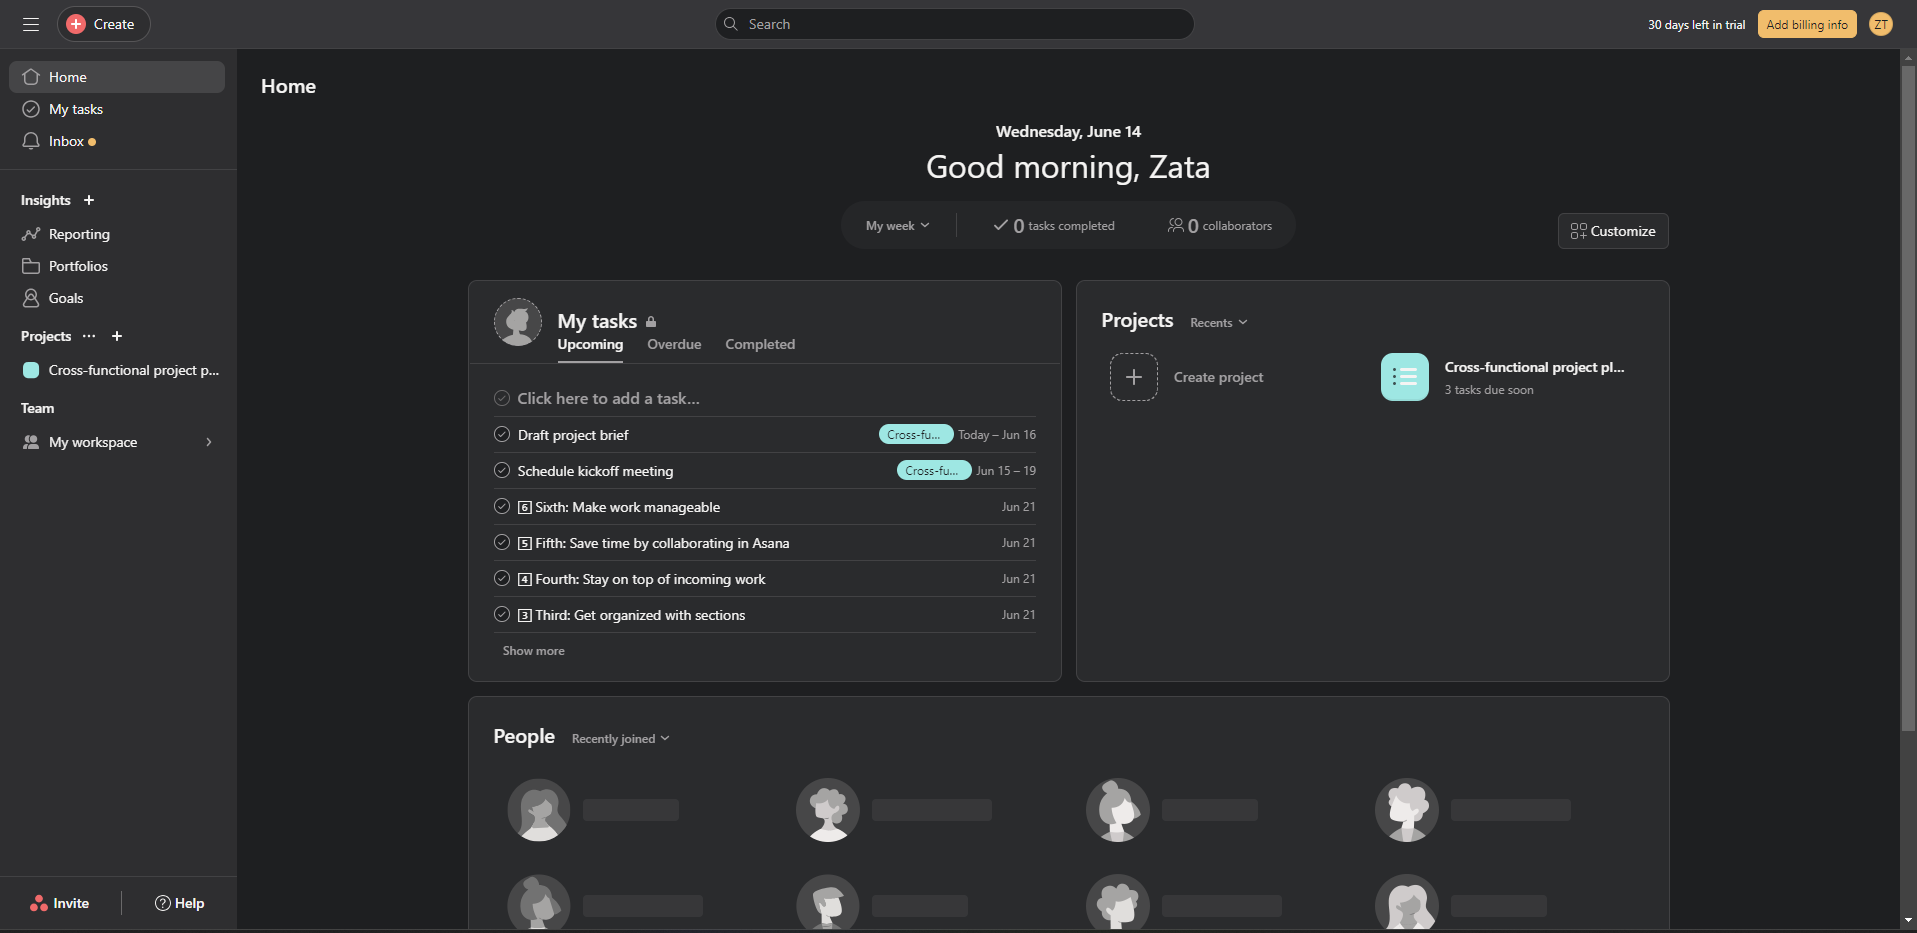 Create
Search
30 days left in trial
Add billing info
ZT
Home
My tasks
Inbox
Insights
Reporting
Portfolios
Goals
Projects
Cross-functional project p...
Team
My workspace
Invite
Help
Home
Wednesday, June 14
Good morning, Zata
My week
0 tasks completed
0 collaborators
Customize
My tasks
Upcoming Overdue Completed
Click here to add a task...
Draft project brief Cross-fu... Today – Jun 16
Schedule kickoff meeting Cross-fu... Jun 15 – 19
6 Sixth: Make work manageable Jun 21
5 Fifth: Save time by collaborating in Asana Jun 21
4 Fourth: Stay on top of incoming work Jun 21
3 Third: Get organized with sections Jun 21
Show more
Projects Recents
Create project
Cross-functional project pl...
3 tasks due soon
People Recently joined